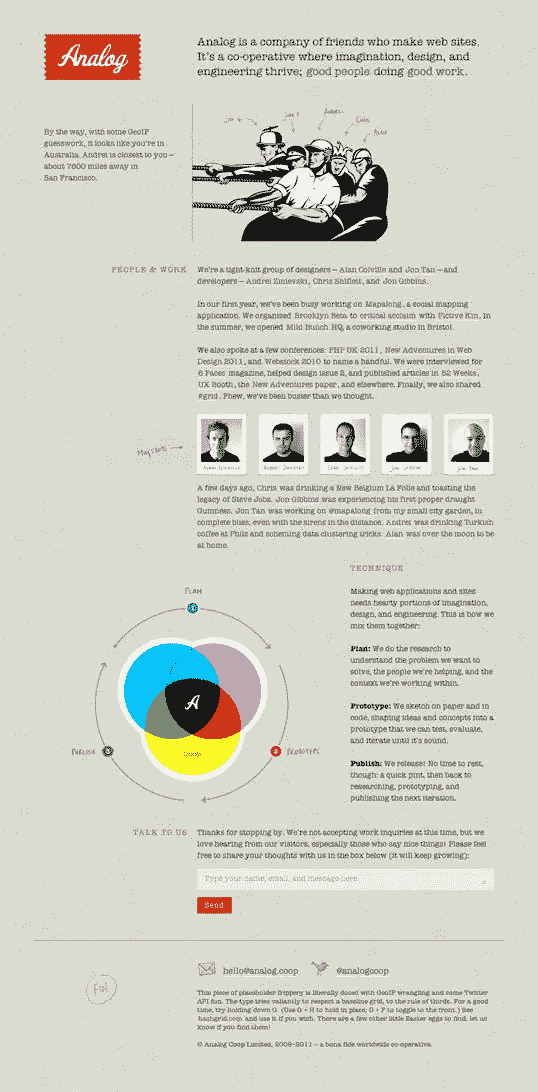 Analog
Analog is a company of friends who make web sites.
It's a co-operative where imagination, design, and
engineering thrive; good people doing good work.
By the way, with some GeoIP
guesswork, it looks like you're in
Australia. Andrei is closest to you –
about 7600 miles away in
San Francisco.
Jon G
Andrei
Chris
Alan
PEOPLE & WORK
We're a tight-knit group of designers – Alan Colville and Jon Tan – and
developers – Andrei Zmievski, Chris Shiflett, and Jon Gibbins.
In our first year, we've been busy working on Mapalong, a social mapping
application. We organized Brooklyn Beta to critical acclaim with Fictive Kin. In
the summer, we opened Mild Bunch HQ, a coworking studio in Bristol.
We also spoke at a few conferences: PHP UK 2011, New Adventures in Web
Design 2011, and Webstock 2010 to name a handful. We were interviewed for
6 Faces magazine, helped design issue 2, and published articles in 52 Weeks,
UX Booth, the New Adventures paper, and elsewhere. Finally, we also shared
#grid. Phew, we've been busier than we thought.
Mugshots
ALAN COLVILLE
ANDREI ZMIEVSKI
CHRIS SHIFLETT
JON GIBBINS
JON TAN
A few days ago, Chris was drinking a New Belgium La Folie and toasting the
legacy of Steve Jobs. Jon Gibbins was experiencing his first proper draught
Guinness. Jon Tan was working on @mapalong from my small city garden, in
complete bliss, even with the sirens in the distance. Andrei was drinking Turkish
coffee at Philz and scheming data clustering tricks. Alan was over the moon to be
at home.
TECHNIQUE
Making web applications and sites
needs hearty portions of imagination,
design, and engineering. This is how we
mix them together:
Plan: We do the research to
understand the problem we want to
solve, the people we're helping, and the
context we're working within.
Prototype: We sketch on paper and in
code, shaping ideas and concepts into a
prototype that we can test, evaluate,
and iterate until it's sound.
Publish: We release! No time to rest,
though: a quick pint, then back to
researching, prototyping, and
publishing the next iteration.
PLAN
1
A
PUBLISH
3
2
PROTOTYPE
TALK TO US
Thanks for stopping by. We're not accepting work inquiries at this time, but we
love hearing from our visitors, especially those who say nice things! Please feel
free to share your thoughts with us in the box below (it will keep growing):
Type your name, email, and message here.
Send
FIN
hello@analog.coop
@analogcoop
This piece of placeholder frippery is liberally doced with GeoIP wrangling and some Twitter
API fun. The type tries valiantly to respect a baseline grid, to the rule of thirds. For a good
time, try holding down G. (Use G + H to hold in place; G + F to toggle to the front.) See
hashgrid.com and use it if you wish. There are a few other little Easter eggs to find; let us
know if you find them!
© Analog Coop Limited, 2009-2011 – a bona fide worldwide co-operative.